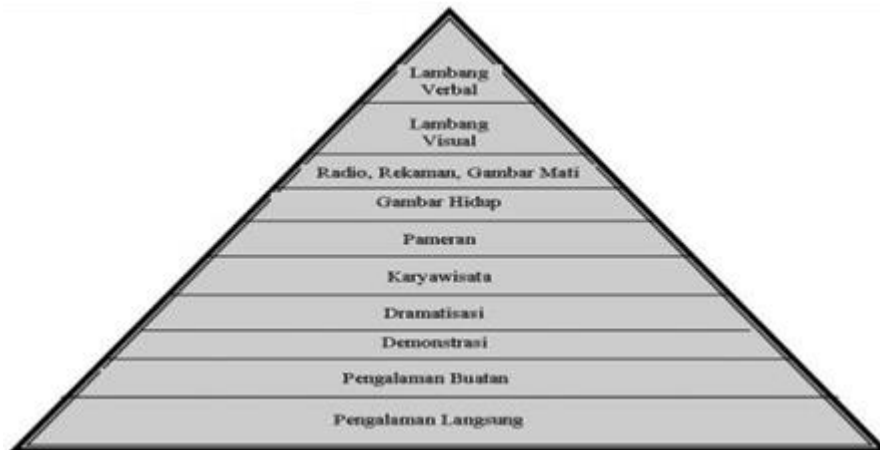 Lambang
Verbal
Lambang
Visual
Radio, Rekaman, Gambar Mati
Gambar Hidup
Pameran
Karyawisata
Dramatisasi
Demonstrasi
Pengalaman Buatan
Pengalaman Langsung